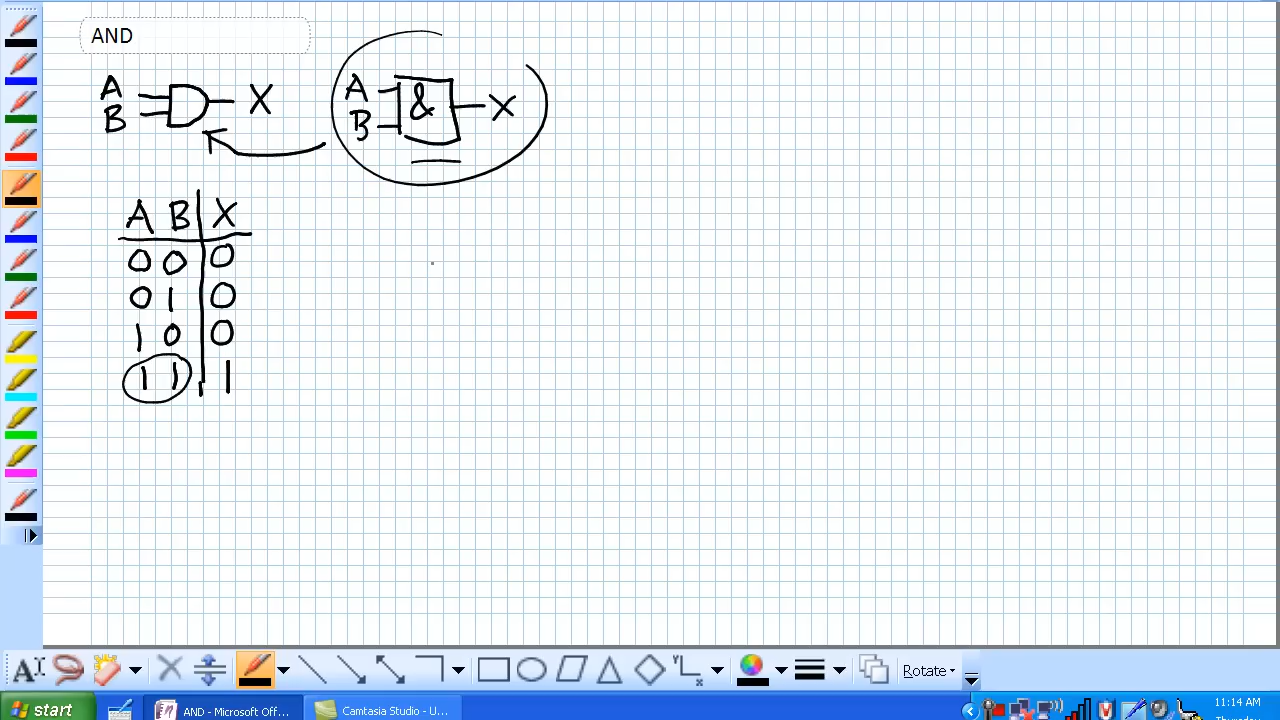 AND
A
B
X
A
B
&
X
A B X
0 0 0
0 1 0
1 0 0
1 1 1
A
Rotate
start
AND - Microsoft Off...
Camtasia Studio - U...
11:14 AM
Thursday